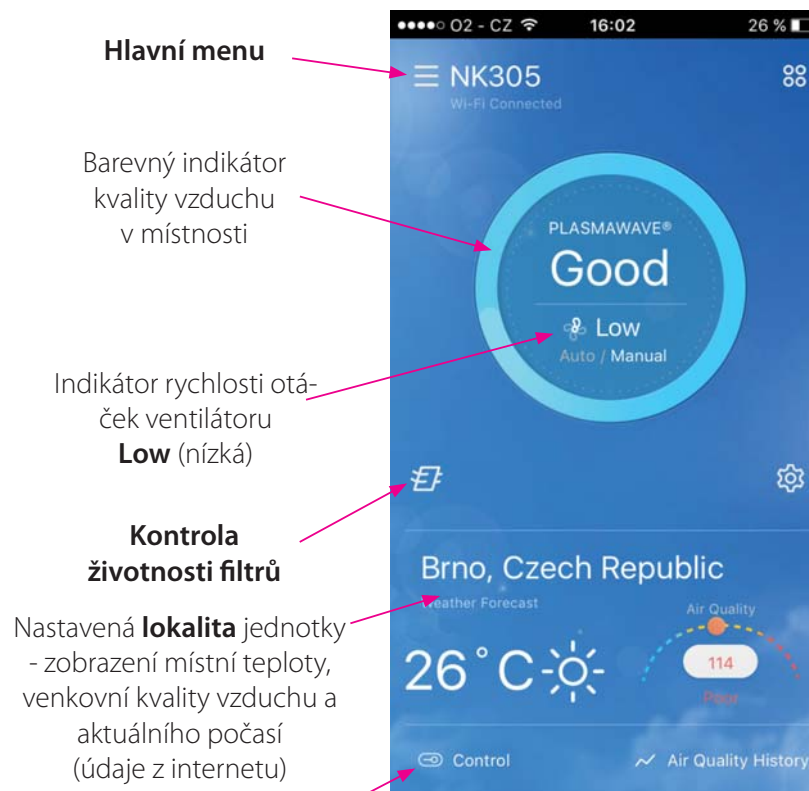 Hlavní menu
Barevný indikátor
kvality vzduchu
v místnosti
Indikátor rychlosti otá-
ček ventilátoru
Low (nízká)
Kontrola
životnosti filtrů
Nastavená lokalita jednotky
- zobrazení místní teploty,
venkovní kvality vzduchu a
aktuálního počasí
(údaje z internetu)
O2 - CZ 16:02 26 %
NK305
Wi-Fi Connected
PLASMAWAVE®
Good
Low
Auto / Manual
Brno, Czech Republic
Weather Forecast
Air Quality
26°C
114
Poor
Control
Air Quality History